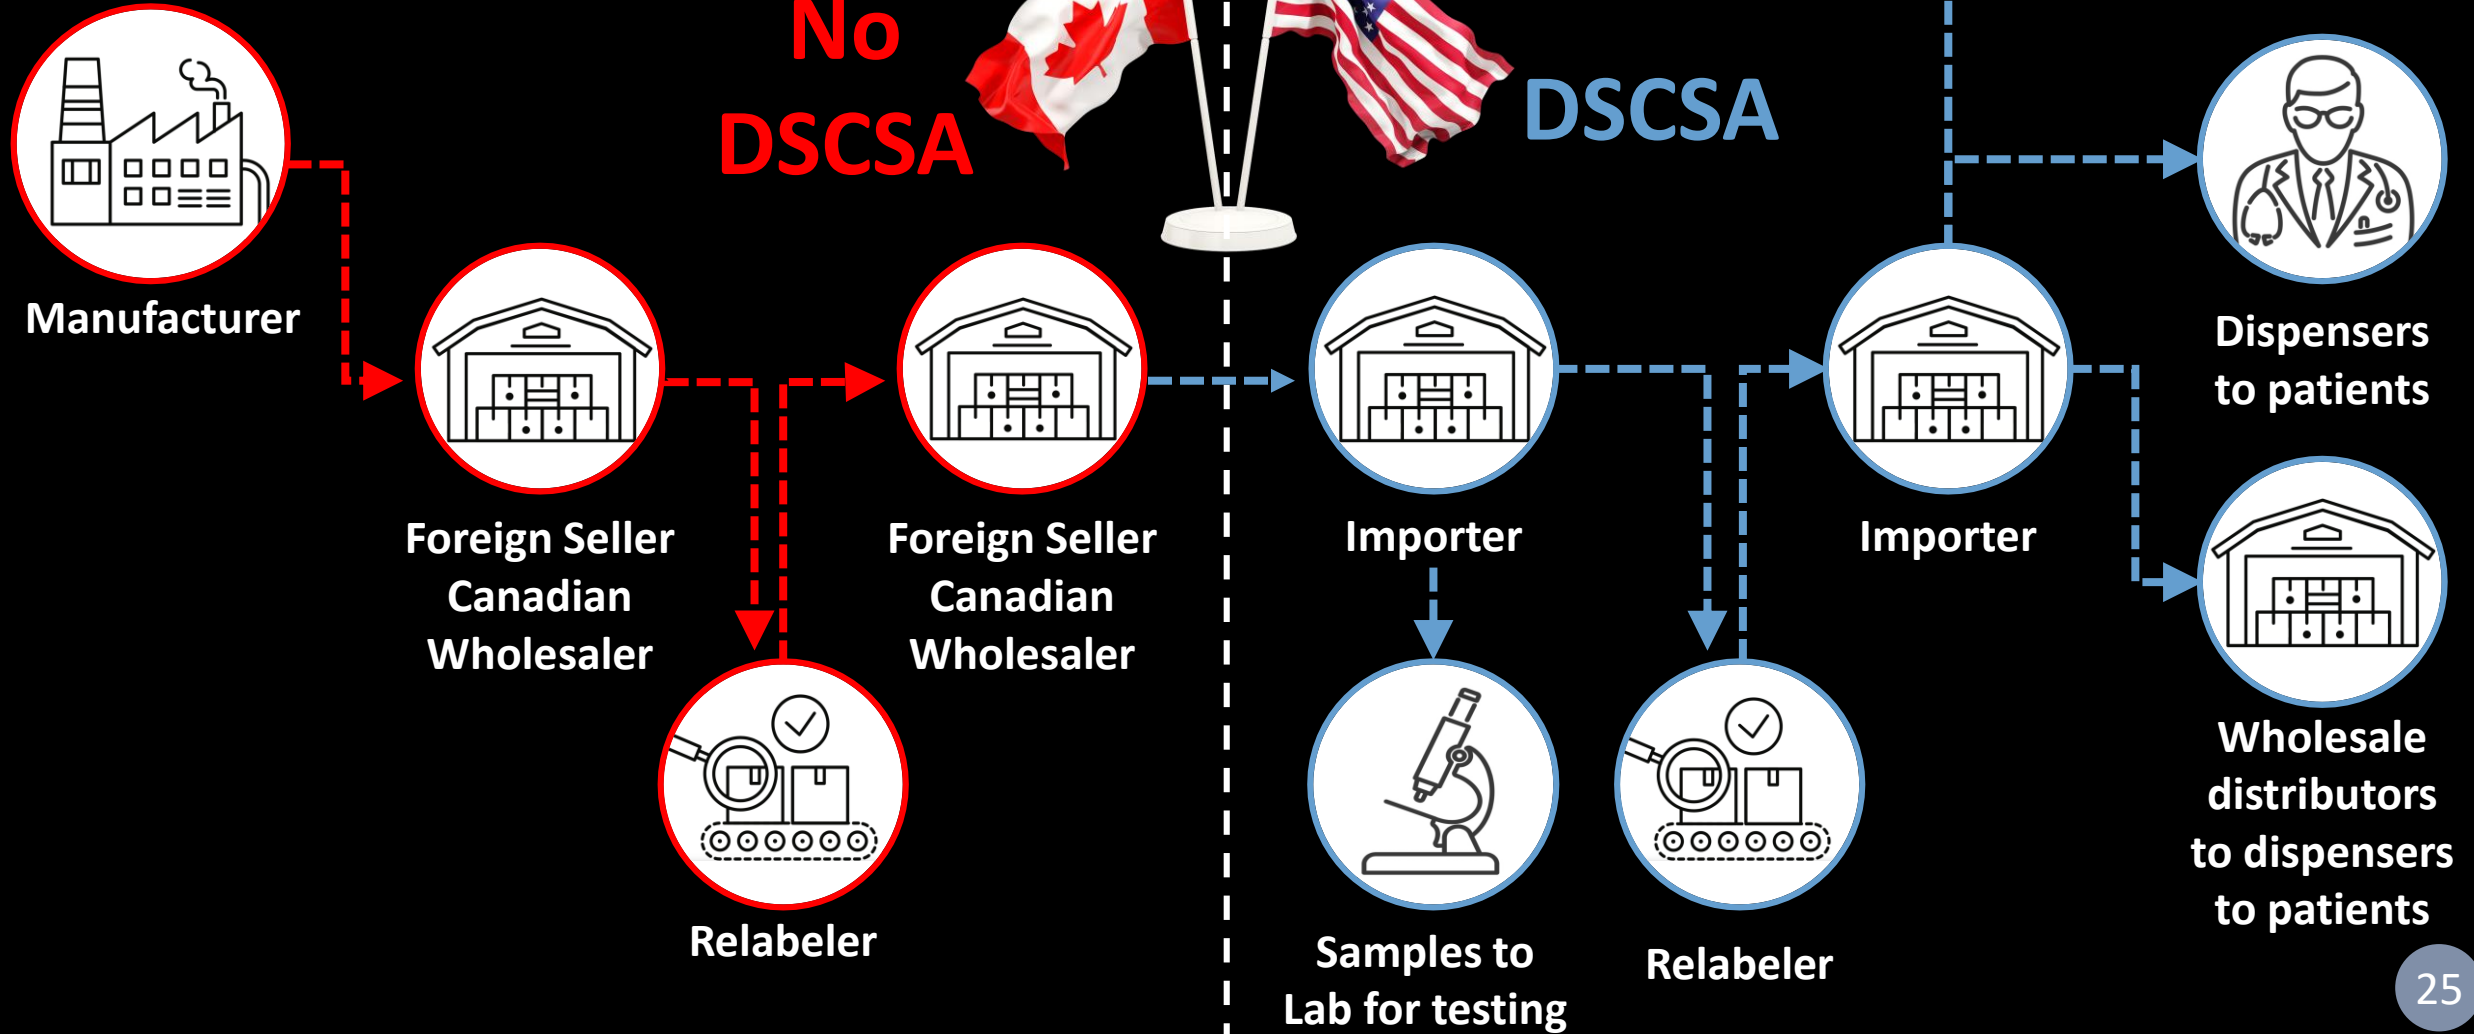 No
DSCSA
DSCSA
Manufacturer
Foreign Seller
Canadian
Wholesaler
Relabeler
Foreign Seller
Canadian
Wholesaler
Importer
Samples to
Lab for testing
Relabeler
Importer
Dispensers
to patients
Wholesale
distributors
to dispensers
to patients
25